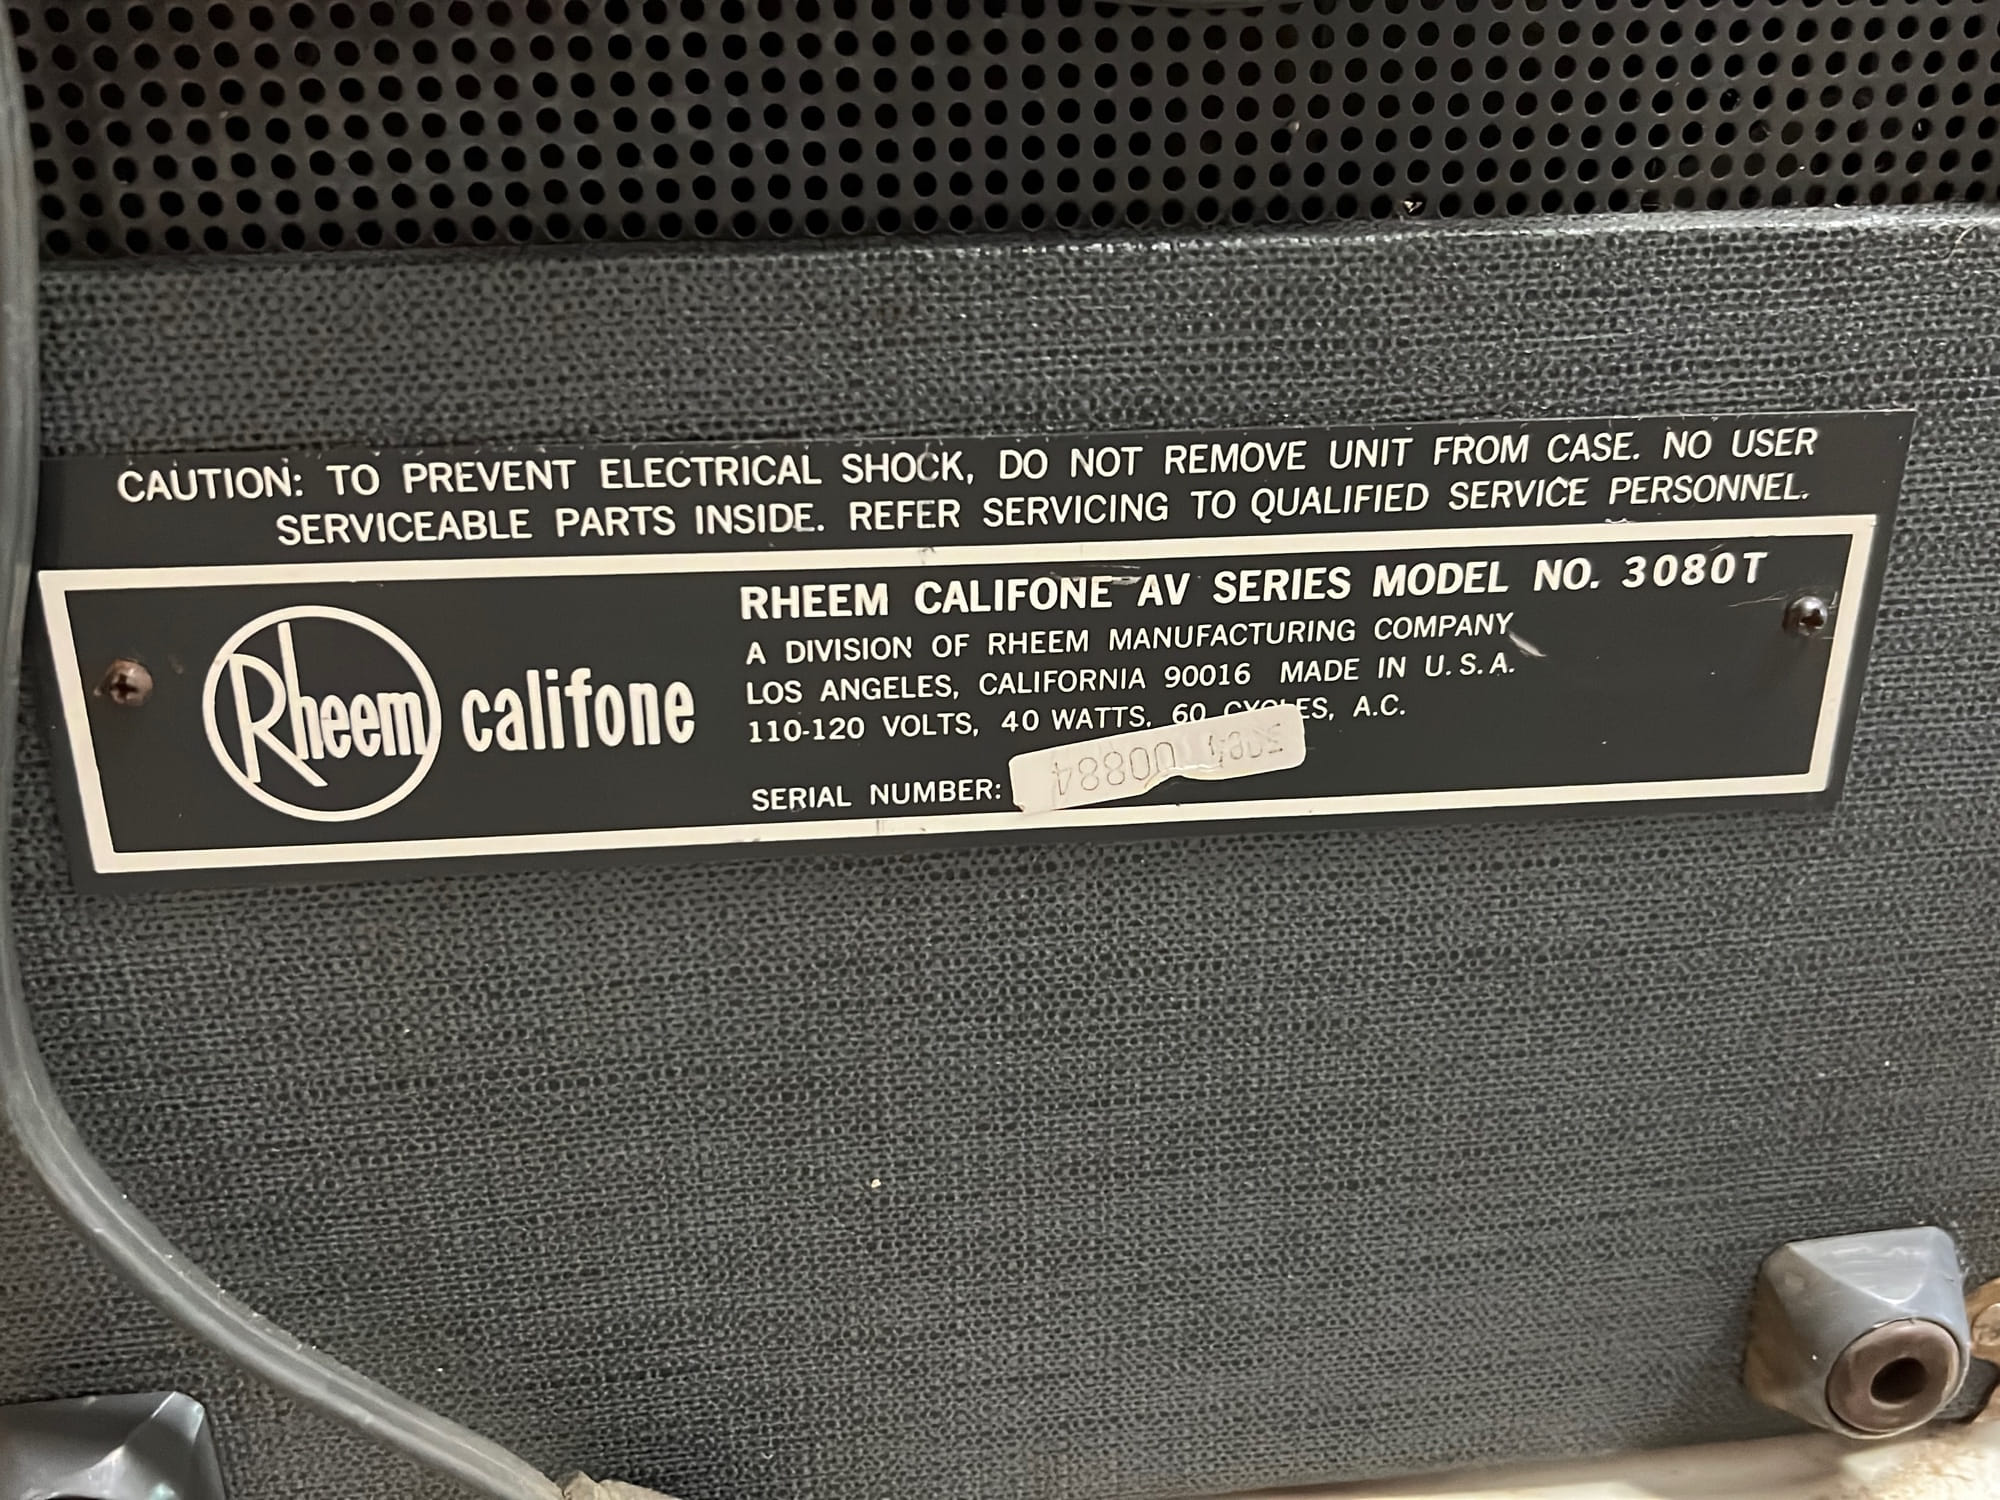 CAUTION: TO PREVENT ELECTRICAL SHOCK, DO NOT REMOVE UNIT FROM CASE. NO USER
SERVICEABLE PARTS INSIDE. REFER SERVICING TO QUALIFIED SERVICE PERSONNEL.
Rheem califone
RHEEM CALIFONE AV SERIES MODEL NO. 3080T
A DIVISION OF RHEEM MANUFACTURING COMPANY
LOS ANGELES, CALIFORNIA 90016 MADE IN U.S.A.
110-120 VOLTS, 40 WATTS, 60 CYCLES, A.C.
SERIAL NUMBER: